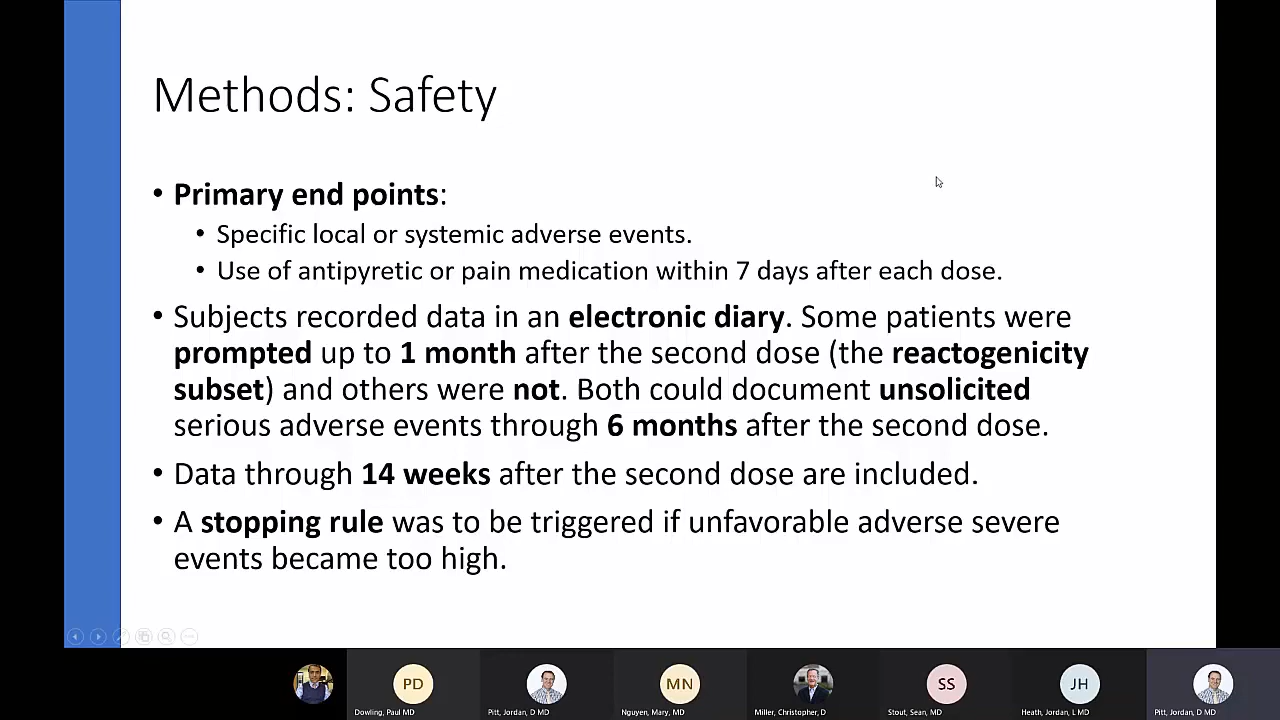 Methods: Safety
• Primary end points:
• Specific local or systemic adverse events.
• Use of antipyretic or pain medication within 7 days after each dose.
• Subjects recorded data in an electronic diary. Some patients were
prompted up to 1 month after the second dose (the reactogenicity
subset) and others were not. Both could document unsolicited
serious adverse events through 6 months after the second dose.
• Data through 14 weeks after the second dose are included.
• A stopping rule was to be triggered if unfavorable adverse severe
events became too high.
PD
MN
SS
JH
Dowling, Paul MD
Pitt, Jordan, D MD
Nguyen, Mary, MD
Miller, Christopher, D
Stout, Sean, MD
Heath, Jordan, L MD
Pitt, Jordan, D MD